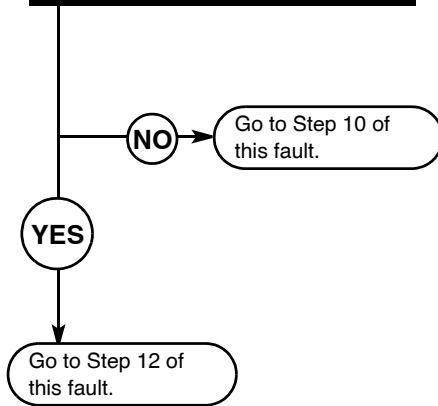 NO
Go to Step 10 of
this fault.
YES
Go to Step 12 of
this fault.